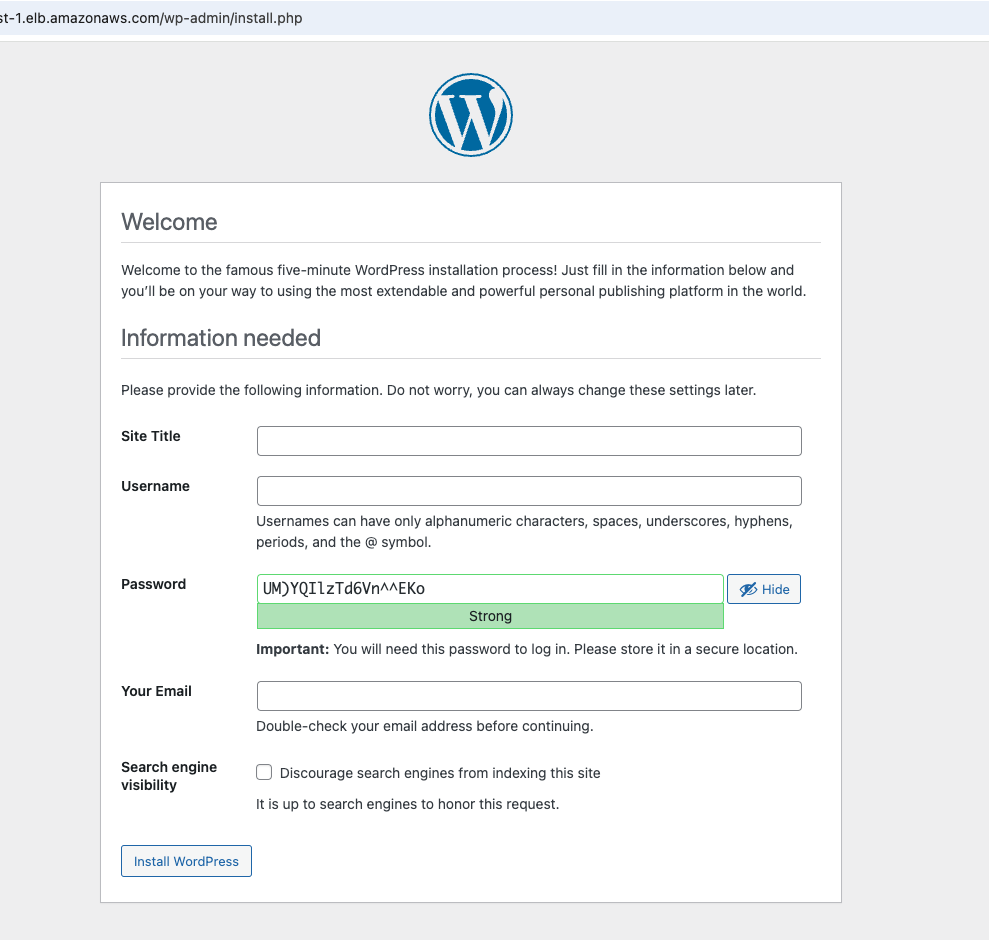 st-1.elb.amazonaws.com/wp-admin/install.php
Welcome
Welcome to the famous five-minute WordPress installation process! Just fill in the information below and
you’ll be on your way to using the most extendable and powerful personal publishing platform in the world.
Information needed
Please provide the following information. Do not worry, you can always change these settings later.
Site Title
Username
Usernames can have only alphanumeric characters, spaces, underscores, hyphens,
periods, and the @ symbol.
Password
UM)YQIlzTd6Vn^^EKo
Hide
Strong
Important: You will need this password to log in. Please store it in a secure location.
Your Email
Double-check your email address before continuing.
Search engine
visibility
Discourage search engines from indexing this site
It is up to search engines to honor this request.
Install WordPress